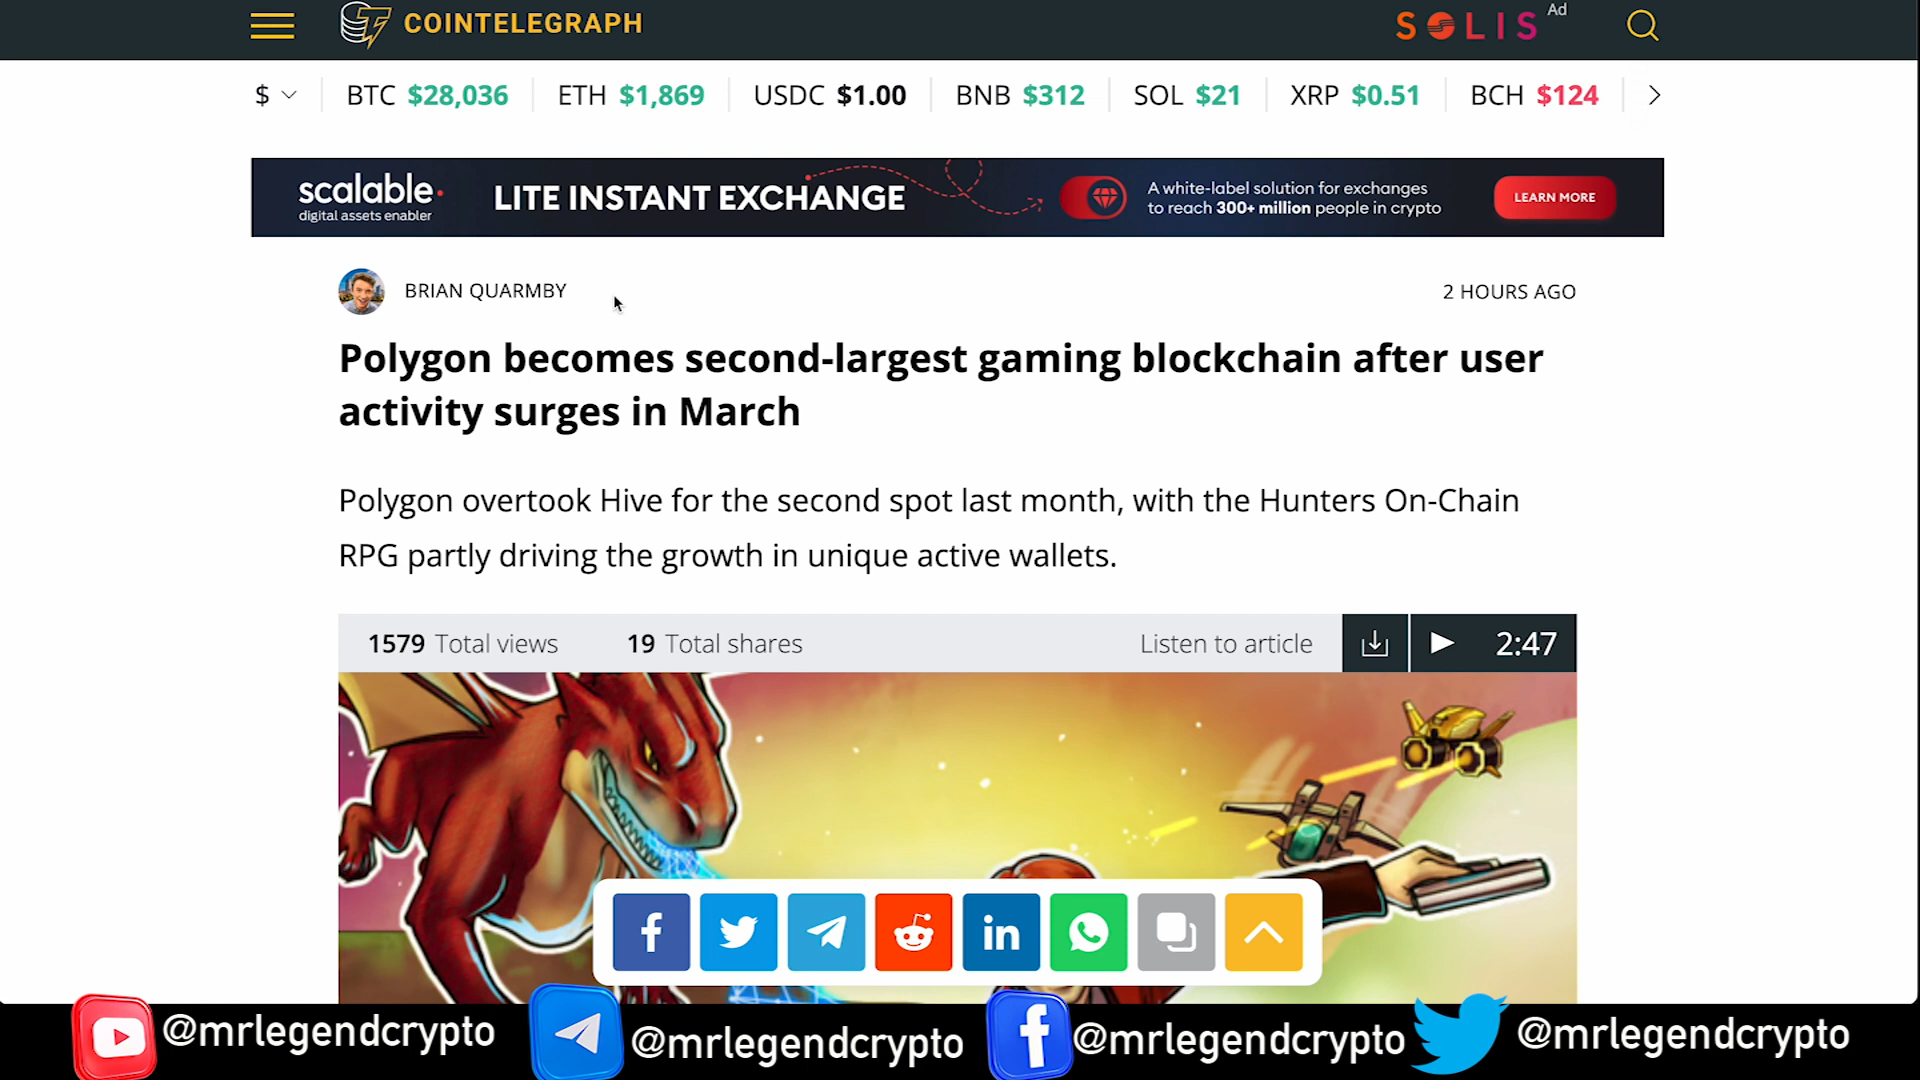 COINTELEGRAPH
SOLIS Ad
$ BTC $28,036 ETH $1,869 USDC $1.00 BNB $312 SOL $21 XRP $0.51 BCH $124
scalable.
digital assets enabler
LITE INSTANT EXCHANGE
A white-label solution for exchanges
to reach 300+ million people in crypto
LEARN MORE
BRIAN QUARMBY
2 HOURS AGO
Polygon becomes second-largest gaming blockchain after user
activity surges in March
Polygon overtook Hive for the second spot last month, with the Hunters On-Chain
RPG partly driving the growth in unique active wallets.
1579 Total views 19 Total shares Listen to article 2:47
@mrlegendcrypto @mrlegendcrypto @mrlegendcrypto @mrlegendcrypto